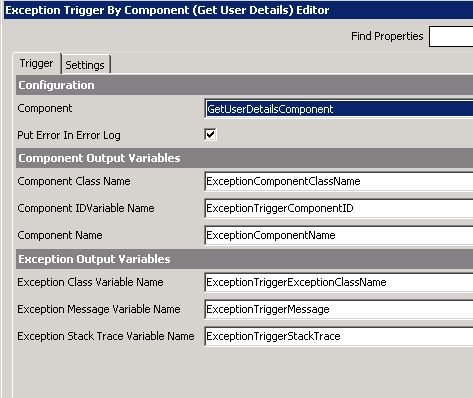 Exception Trigger By Component (Get User Details) Editor
Find Properties
Trigger Settings
Configuration
Component GetUserDetailsComponent
Put Error In Error Log
Component Output Variables
Component Class Name ExceptionComponentClassName
Component IDVariable Name ExceptionTriggerComponentID
Component Name ExceptionComponentName
Exception Output Variables
Exception Class Variable Name ExceptionTriggerExceptionClassName
Exception Message Variable Name ExceptionTriggerMessage
Exception Stack Trace Variable Name ExceptionTriggerStackTrace